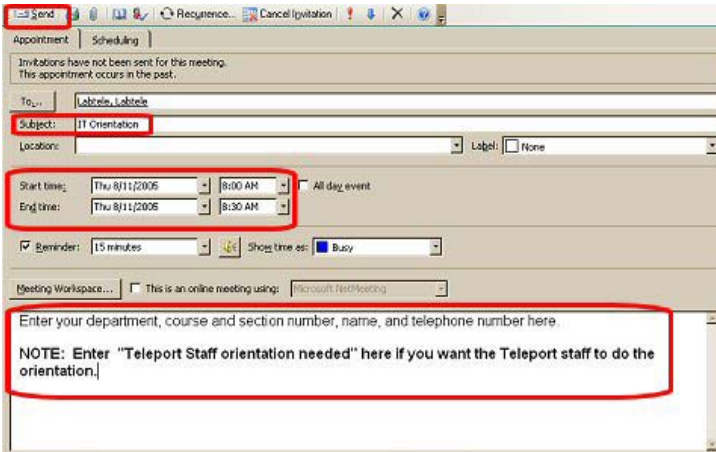 Send Recurrence... Cancel Invitation
Appointment Scheduling
Invitations have not been sent for this meeting.
This appointment occurs in the past.
To... Labtele, Labtele
Subject: IT Orientation
Location: Label: None
Start time: Thu 8/11/2005 8:00 AM All day event
End time: Thu 8/11/2005 8:30 AM
Reminder: 15 minutes Show time as: Busy
Meeting Workspace... This is an online meeting using: Microsoft NetMeeting
Enter your department, course and section number, name, and telephone number here.
NOTE: Enter "Teleport Staff orientation needed" here if you want the Teleport staff to do the
orientation.